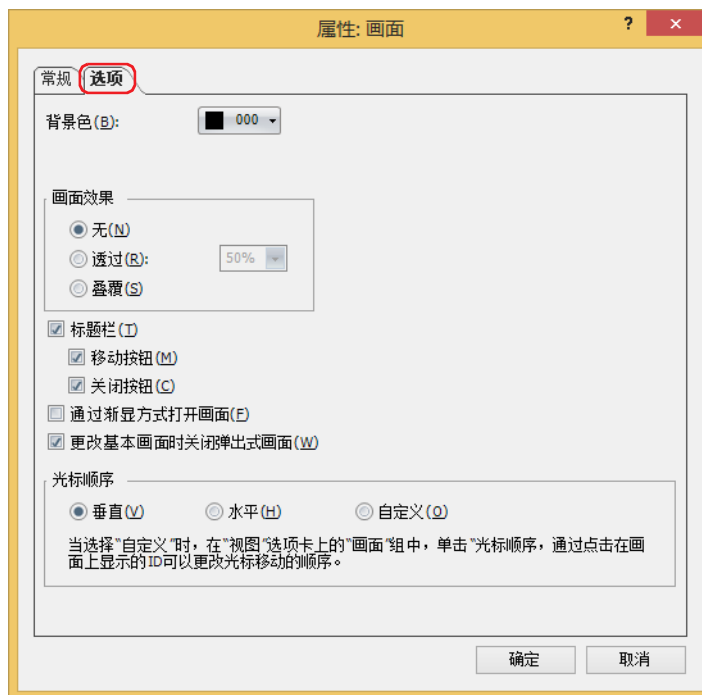 属性: 画面
?
×
常规 选项
背景色(B): 000
画面效果
无(N)
透过(R): 50%
叠覆(S)
标题栏(T)
移动按钮(M)
关闭按钮(C)
通过渐显方式打开画面(F)
更改基本画面时关闭弹出式画面(W)
光标顺序
垂直(V) 水平(H) 自定义(O)
当选择"自定义"时，在"视图"选项卡上的"画面"组中，单击"光标顺序，通过点击在画
面上显示的ID可以更改光标移动的顺序。
确定 取消